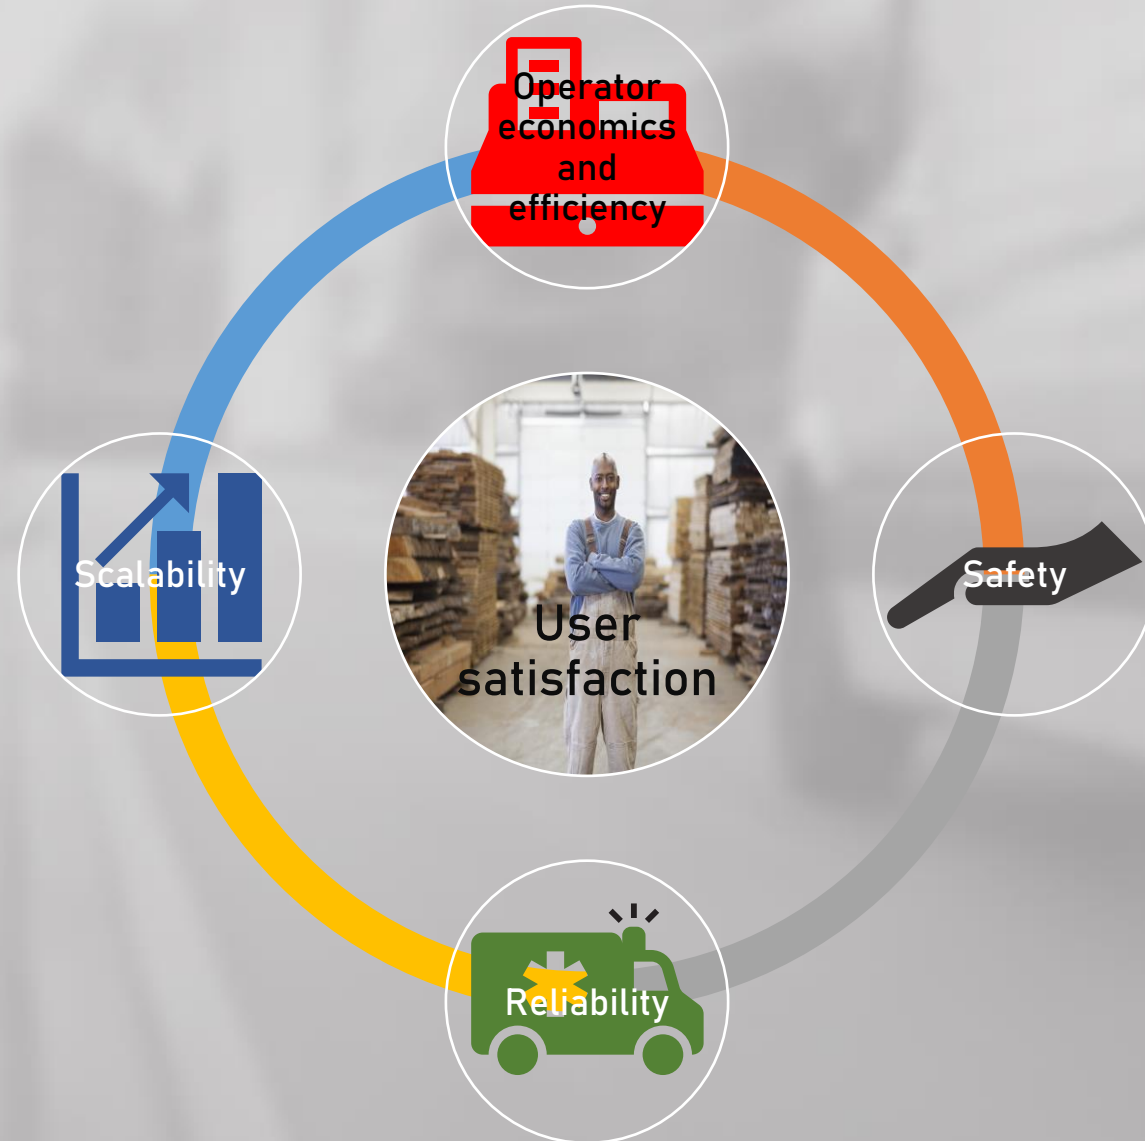 Operator
economics
and
efficiency
Scalability
Safety
User
satisfaction
Reliability